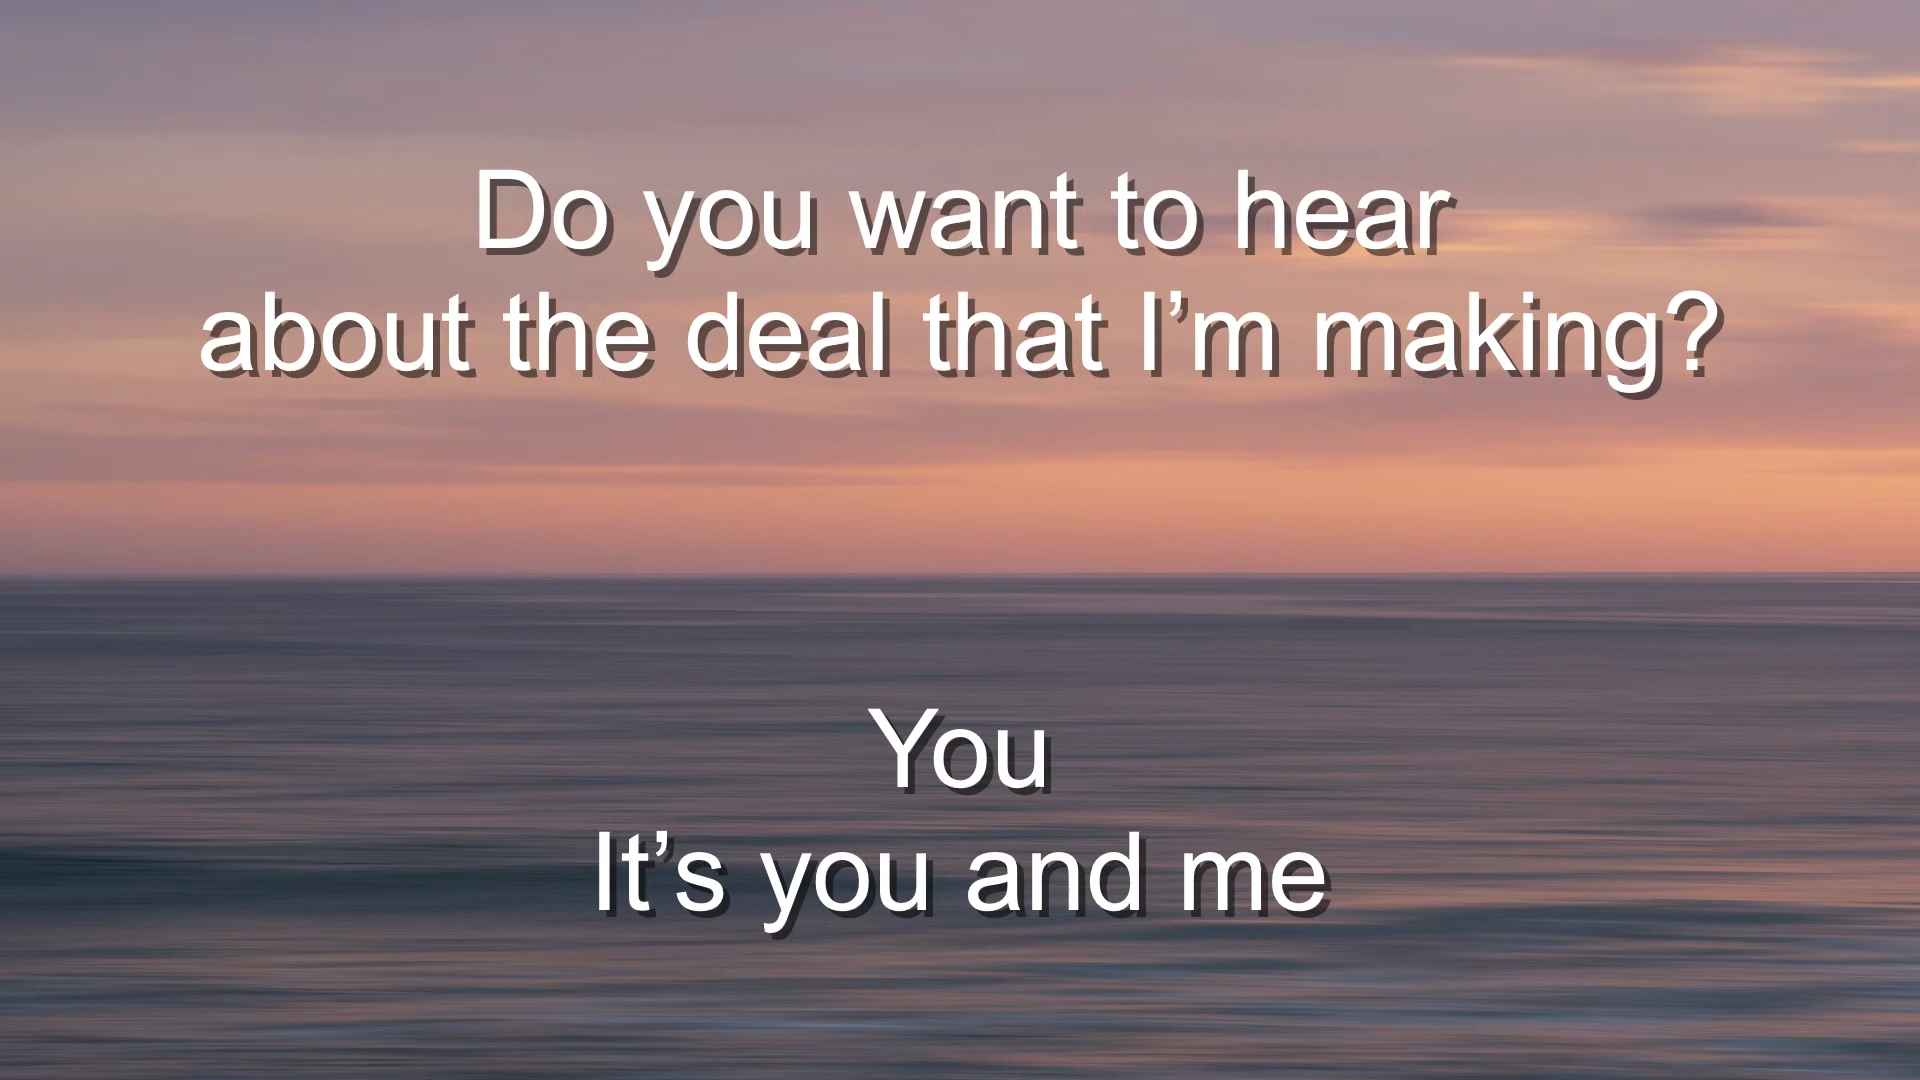 Do you want to hear
about the deal that I’m making?
You
It’s you and me